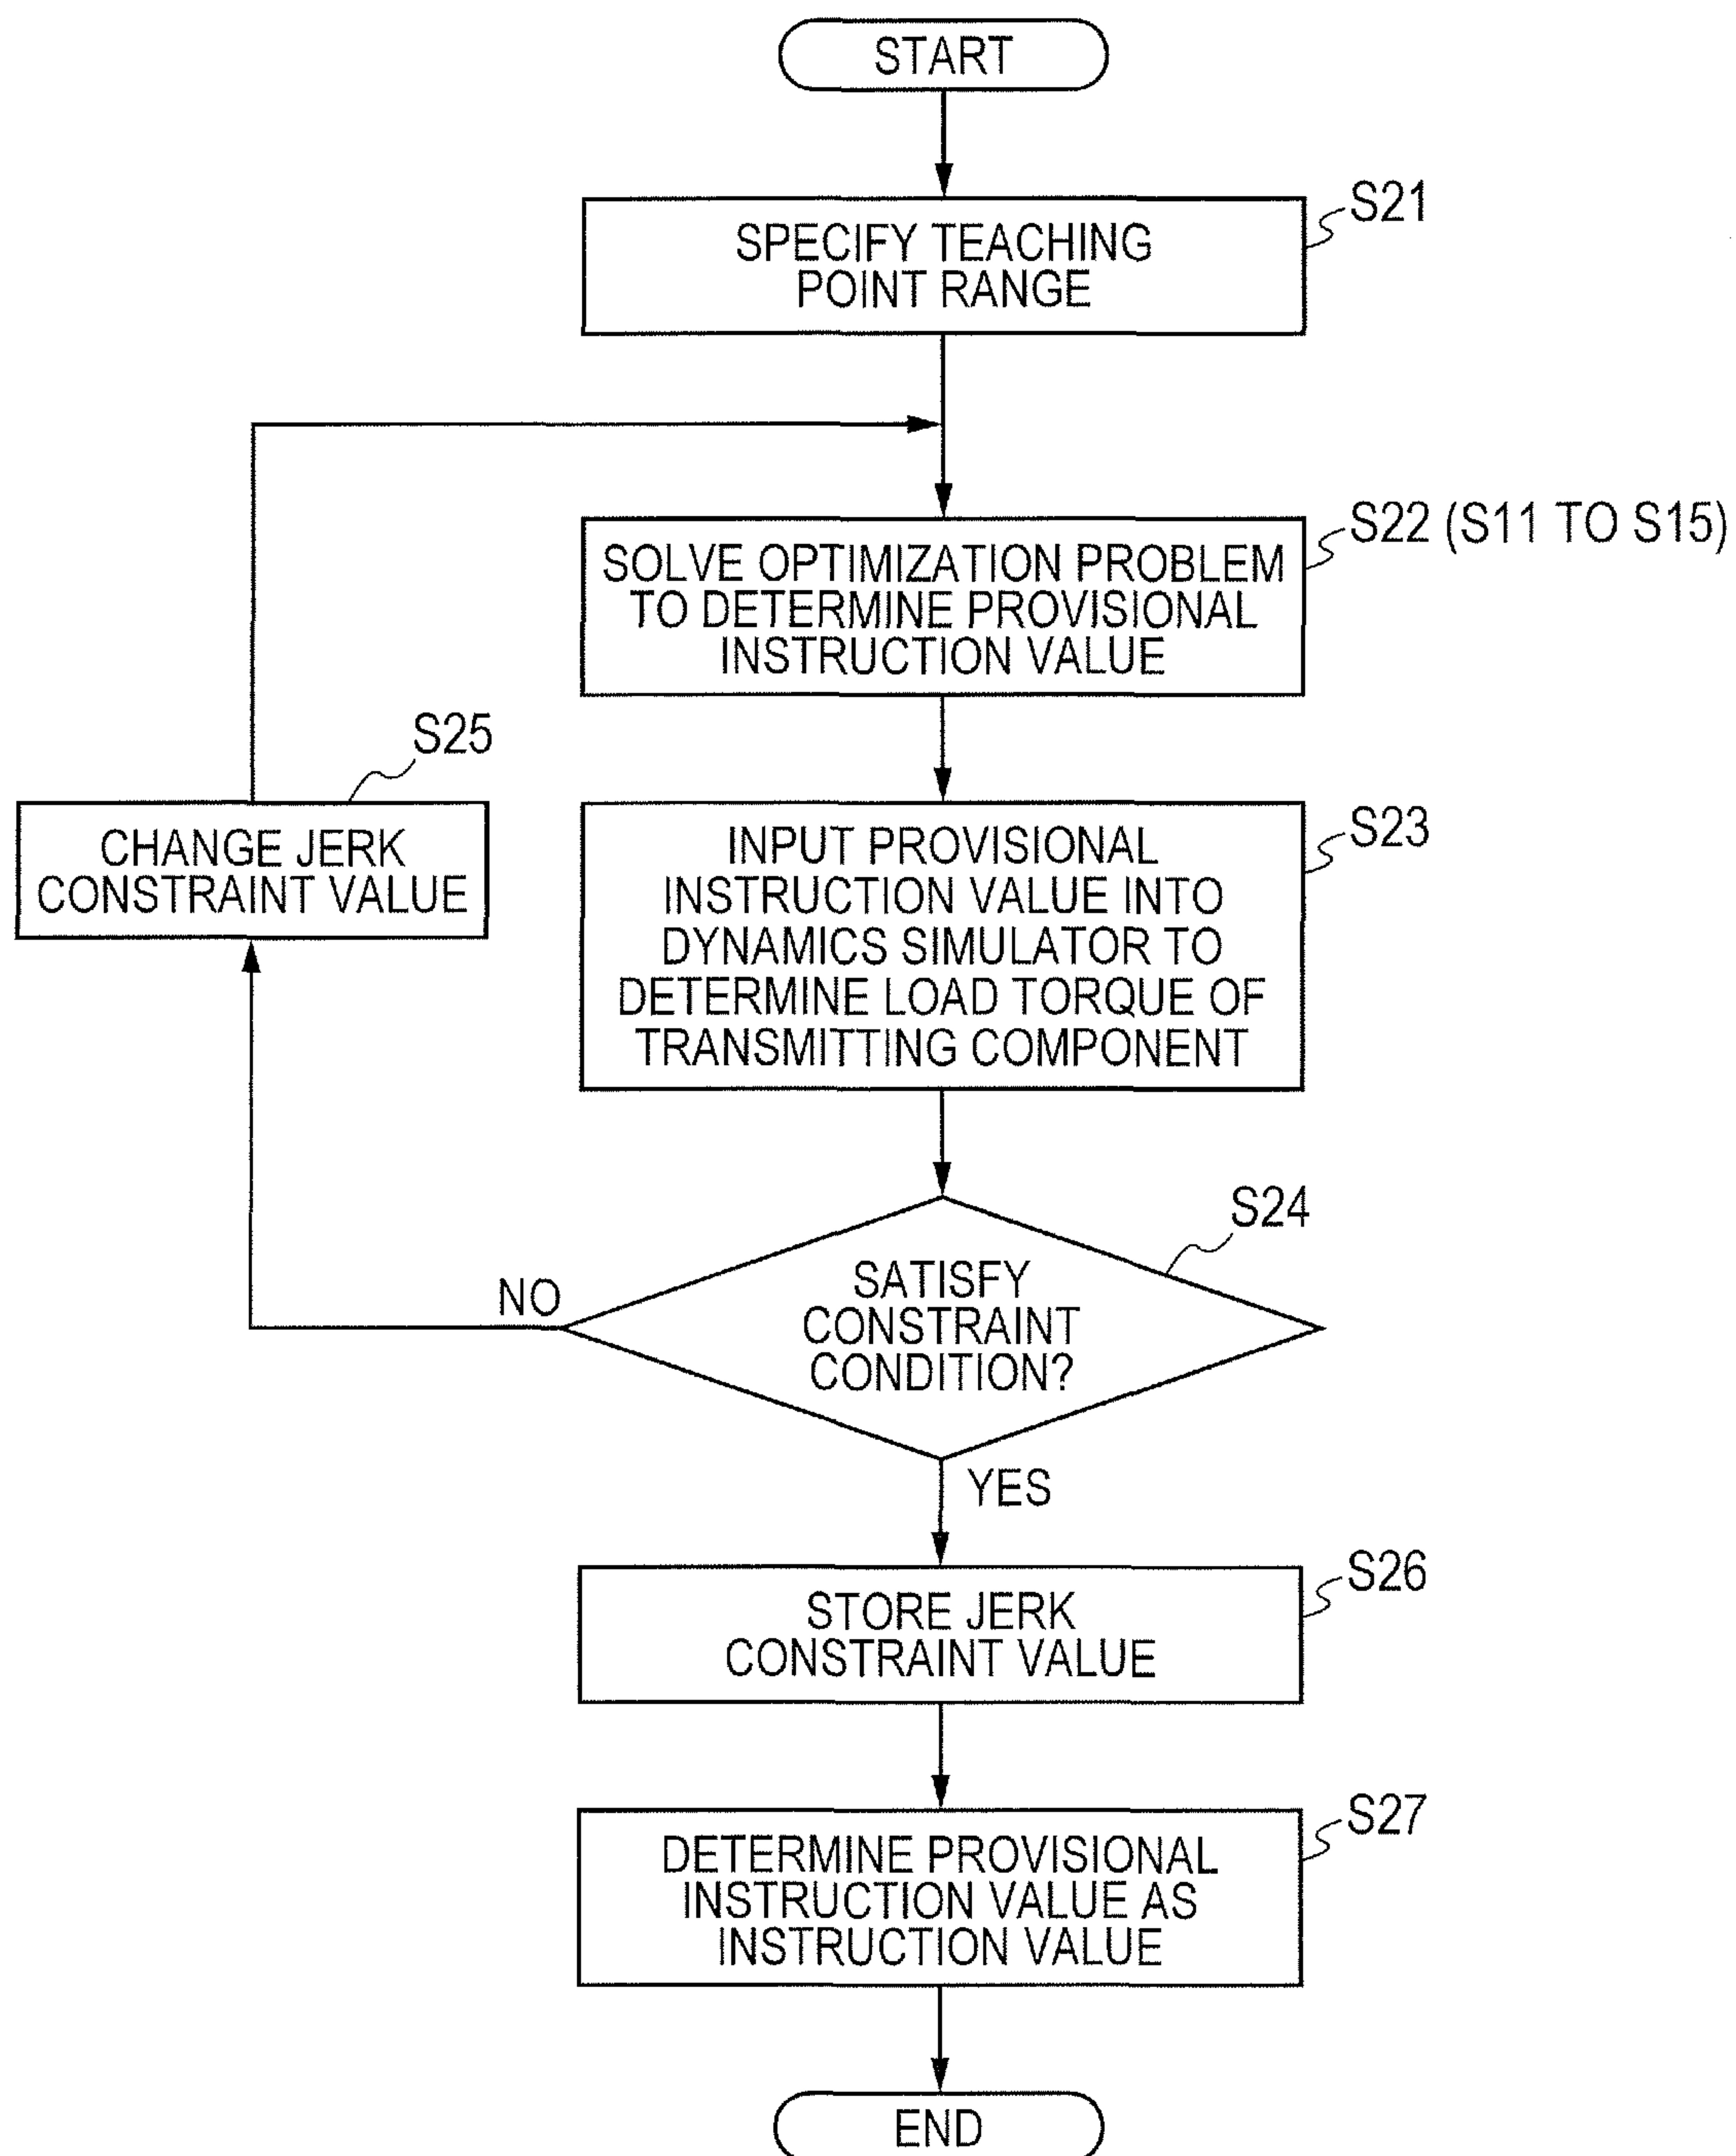 START
S21
SPECIFY TEACHING
POINT RANGE
S22 (S11 TO S15)
SOLVE OPTIMIZATION PROBLEM
TO DETERMINE PROVISIONAL
INSTRUCTION VALUE
S25
CHANGE JERK
CONSTRAINT VALUE
S23
INPUT PROVISIONAL
INSTRUCTION VALUE INTO
DYNAMICS SIMULATOR TO
DETERMINE LOAD TORQUE OF
TRANSMITTING COMPONENT
S24
SATISFY
CONSTRAINT
CONDITION?
NO
YES
S26
STORE JERK
CONSTRAINT VALUE
S27
DETERMINE PROVISIONAL
INSTRUCTION VALUE AS
INSTRUCTION VALUE
END